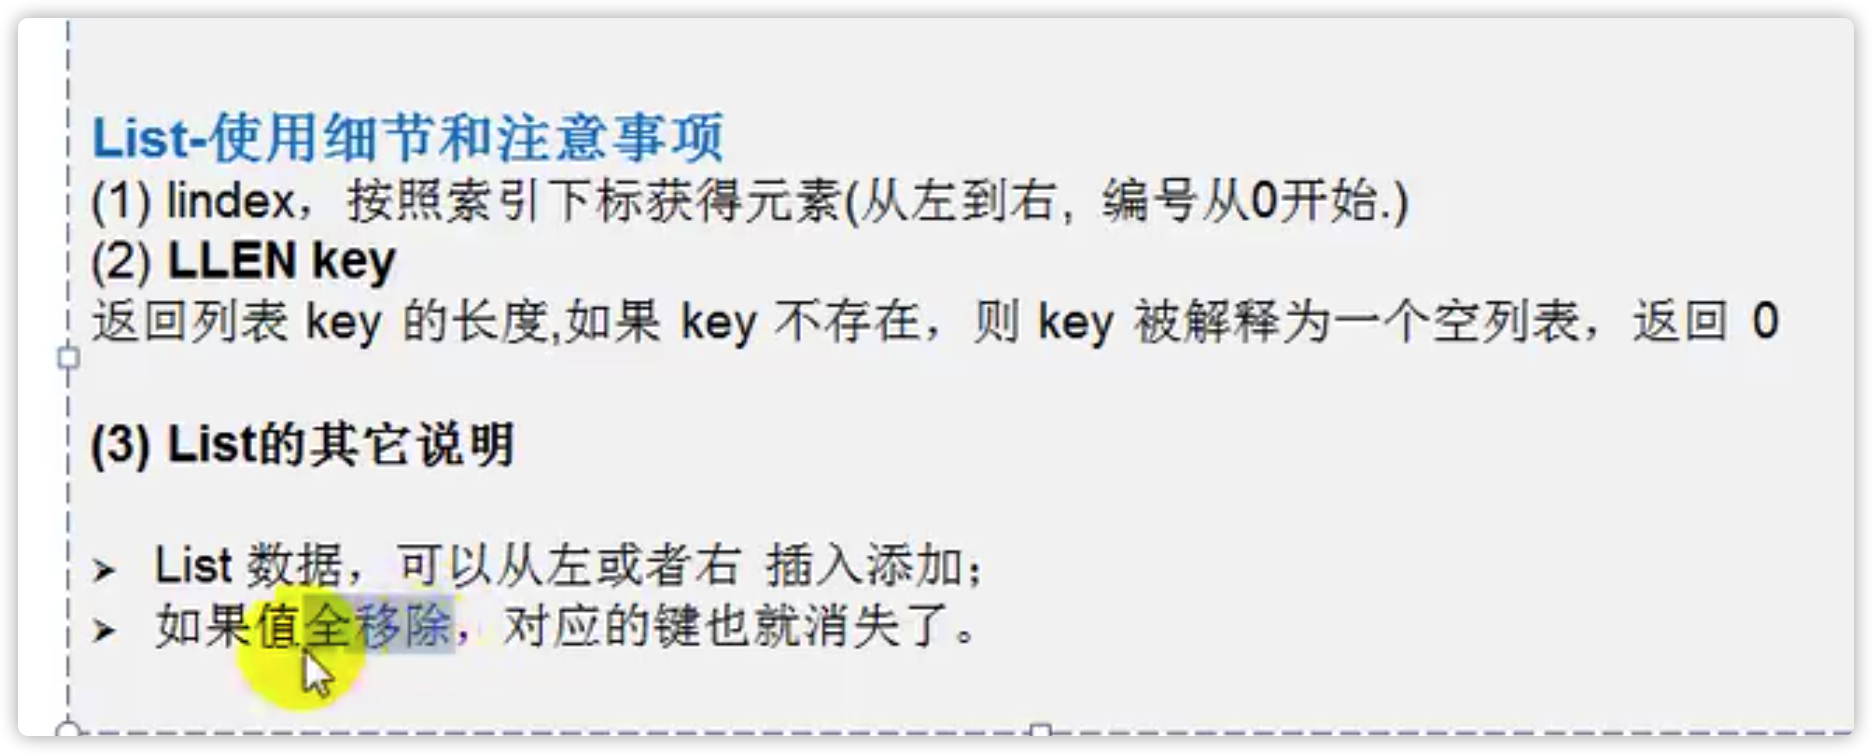 List-使用细节和注意事项
(1) lindex，按照索引下标获得元素(从左到右, 编号从0开始.)
(2) LLEN key
返回列表 key 的长度,如果 key 不存在，则 key 被解释为一个空列表，返回 0
(3) List的其它说明
➤ List 数据，可以从左或者右 插入添加；
➤ 如果值全移除，对应的键也就消失了。